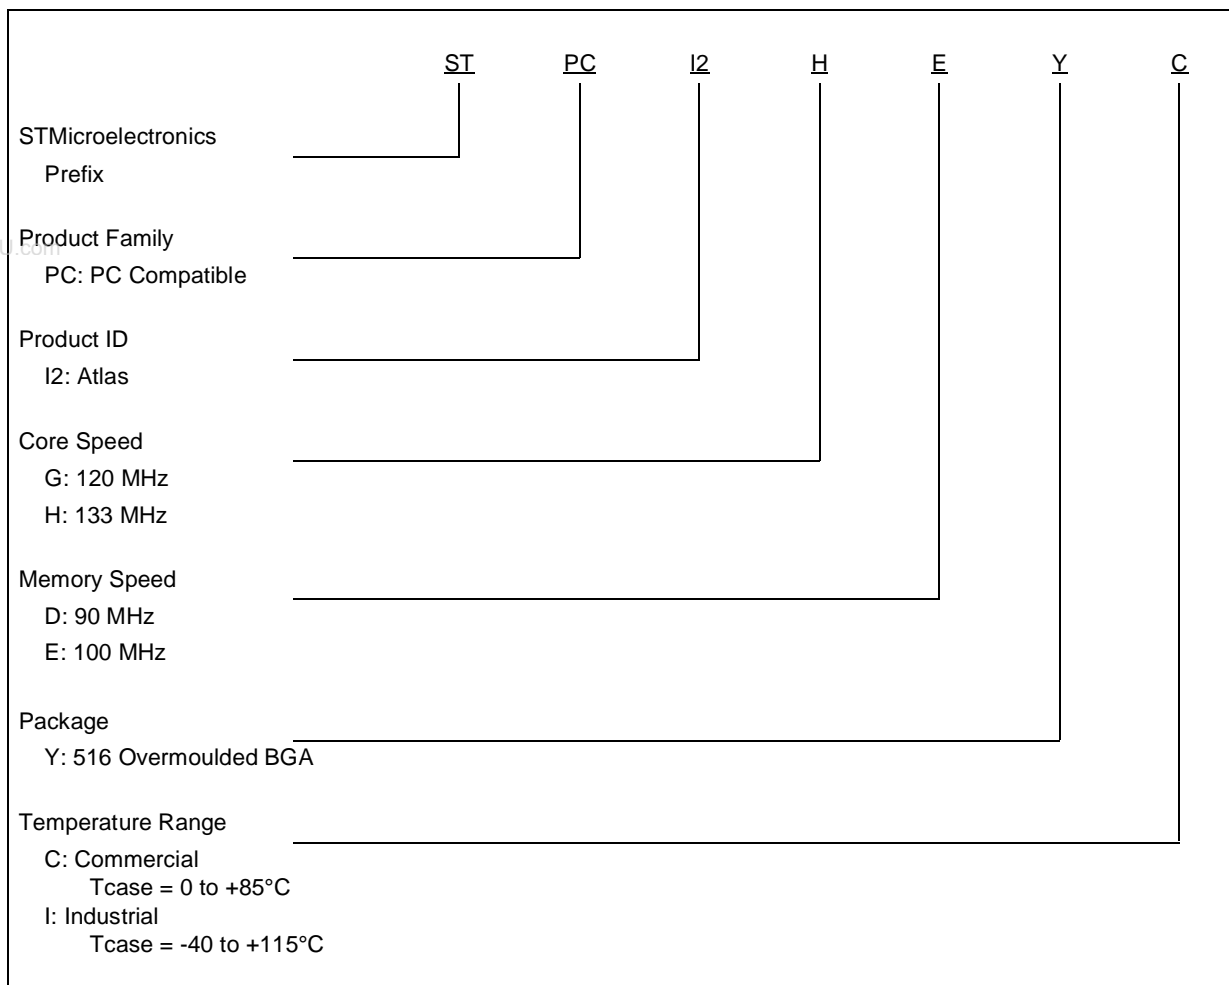 ST PC I2 H E Y C
STMicroelectronics
Prefix
Product Family
U.com
PC: PC Compatible
Product ID
I2: Atlas
Core Speed
G: 120 MHz
H: 133 MHz
Memory Speed
D: 90 MHz
E: 100 MHz
Package
Y: 516 Overmoulded BGA
Temperature Range
C: Commercial
Tcase = 0 to +85°C
I: Industrial
Tcase = -40 to +115°C